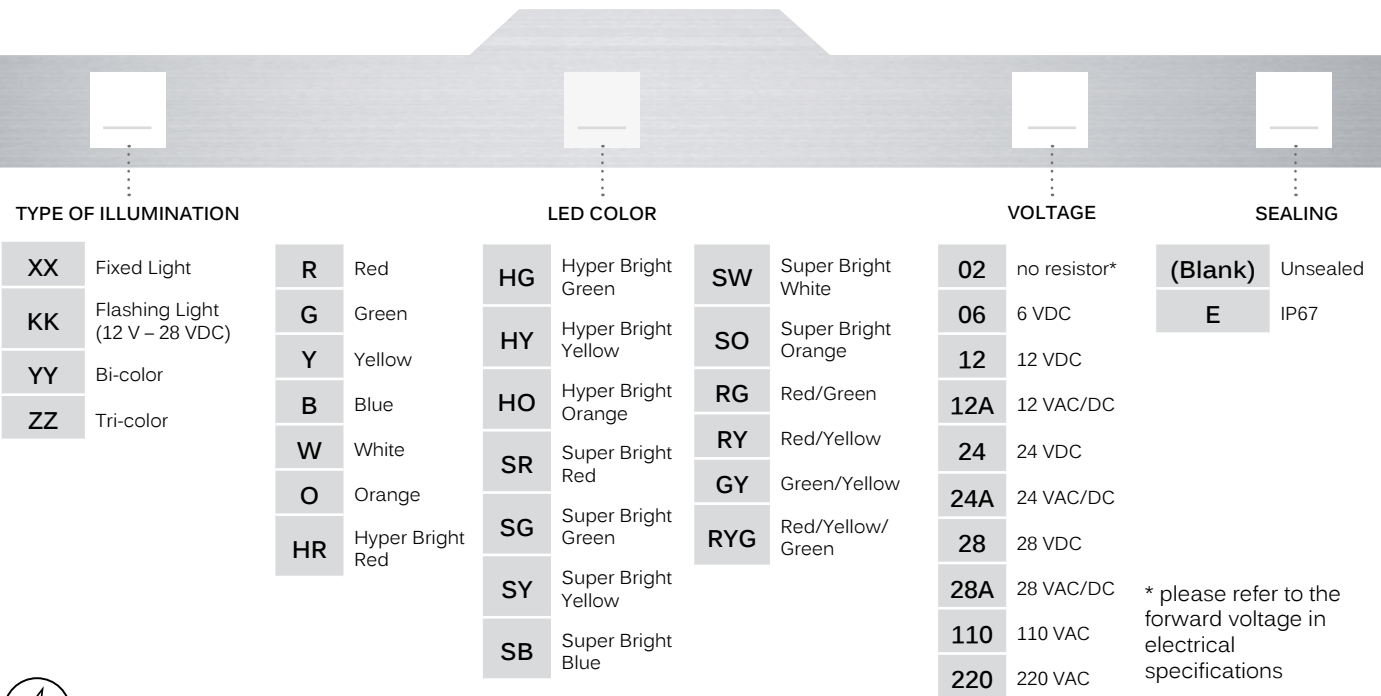 TYPE OF ILLUMINATION
XX Fixed Light
KK Flashing Light
(12 V – 28 VDC)
YY Bi-color
ZZ Tri-color
LED COLOR
R Red
G Green
Y Yellow
B Blue
W White
O Orange
HR Hyper Bright
Red
HG Hyper Bright
Green
HY Hyper Bright
Yellow
HO Hyper Bright
Orange
SR Super Bright
Red
SG Super Bright
Green
SY Super Bright
Yellow
SB Super Bright
Blue
SW Super Bright
White
SO Super Bright
Orange
RG Red/Green
RY Red/Yellow
GY Green/Yellow
RYG Red/Yellow/
Green
VOLTAGE
02 no resistor*
06 6 VDC
12 12 VDC
12A 12 VAC/DC
24 24 VDC
24A 24 VAC/DC
28 28 VDC
28A 28 VAC/DC
110 110 VAC
220 220 VAC
SEALING
(Blank) Unsealed
E IP67
* please refer to the
forward voltage in
electrical
specifications